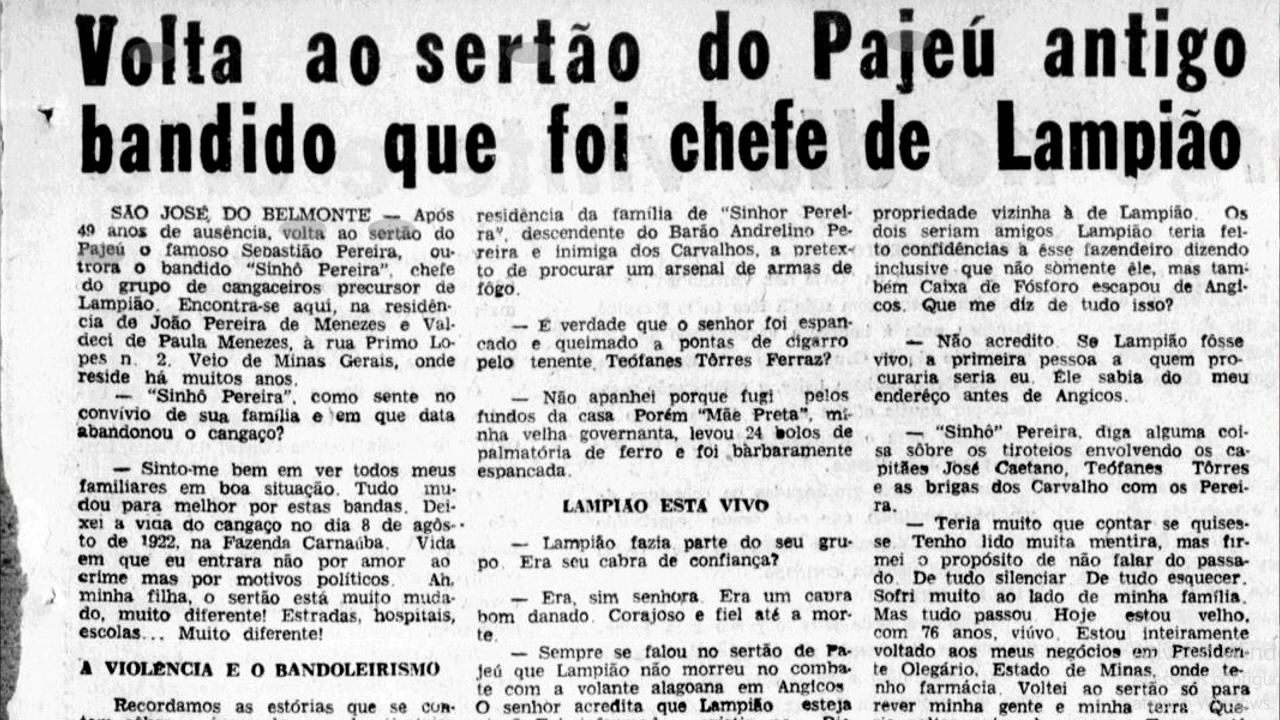 Volta ao sertão do Pajeú antigo
bandido que foi chefe de Lampião
SÃO JOSÉ DO BELMONTE — Após
49 anos de ausência, volta ao sertão do
Pajeú o famoso Sebastião Pereira, ou-
trora o bandido "Sinhô Pereira", chefe
do grupo de cangaceiros precursor de
Lampião. Encontra-se aqui, na residên-
cia de João Pereira de Menezes e Val-
deci de Paula Menezes, à rua Primo Lo-
pes n. 2. Veio de Minas Gerais, onde
reside há muitos anos.
— "Sinhô Pereira", como sente no
convívio de sua família e em que data
abandonou o cangaço?
— Sinto-me bem em ver todos meus
familiares em boa situação. Tudo mu-
dou para melhor por estas bandas. Dei-
xei a vida do cangaço no dia 8 de agôs-
to de 1922, na Fazenda Carnaúba. Vida
em que eu entrara não por amor ao
crime mas por motivos políticos. Ah,
minha filha, o sertão está muito muda-
do, muito diferente! Estradas, hospitais,
escolas... Muito diferente!
A VIOLÊNCIA E O BANDOLEIRISMO
Recordamos as estórias que se con-
residência da família de "Sinhor Perei-
ra", descendente do Barão Andrelino Pe-
reira e inimiga dos Carvalhos, a pretex-
to de procurar um arsenal de armas de
fôgo.
— É verdade que o senhor foi espan-
cado e queimado a pontas de cigarro
pelo tenente Teófanes Tôrres Ferraz?
— Não apanhei porque fugi pelos
fundos da casa. Porém "Mãe Preta", mi-
nha velha governanta, levou 24 bolos de
palmatória de ferro e foi bàrbaramente
espancada.
LAMPIÃO ESTÁ VIVO
— Lampião fazia parte do seu gru-
po. Era seu cabra de confiança?
— Era, sim senhora. Era um cabra
bom danado. Corajoso e fiel até a mor-
te.
— Sempre se falou no sertão de Pa-
jeú que Lampião não morreu no comba-
te com a volante alagoana em Angicos
O senhor acredita que Lampião esteja
propriedade vizinha à de Lampião. Os
dois seriam amigos Lampião teria fei-
to confidências a êsse fazendeiro dizendo
inclusive que não sòmente êle, mas tam-
bém Caixa de Fósforo escapou de Angi-
cos. Que me diz de tudo isso?
— Não acredito. Se Lampião fôsse
vivo, a primeira pessoa a quem pro-
curaria seria eu. Êle sabia do meu
enderêço antes de Angicos.
— "Sinhô" Pereira, diga alguma coi-
sa sôbre os tiroteios envolvendo os ca-
pitães José Caetano, Teófanes Tôrres
e as brigas dos Carvalho com os Perei-
ra.
— Teria muito que contar se quises-
se. Tenho lido muita mentira, mas fir-
mei o propósito de não falar do passa-
do. De tudo silenciar. De tudo esquecer.
Sofri muito ao lado de minha família.
Mas tudo passou. Hoje estou velho,
com 76 anos, viúvo. Estou inteiramente
voltado aos meus negócios em Presiden-
te Olegário, Estado de Minas, onde te-
nho farmácia. Voltei ao sertão só para
rever minha gente e minha terra. Que-